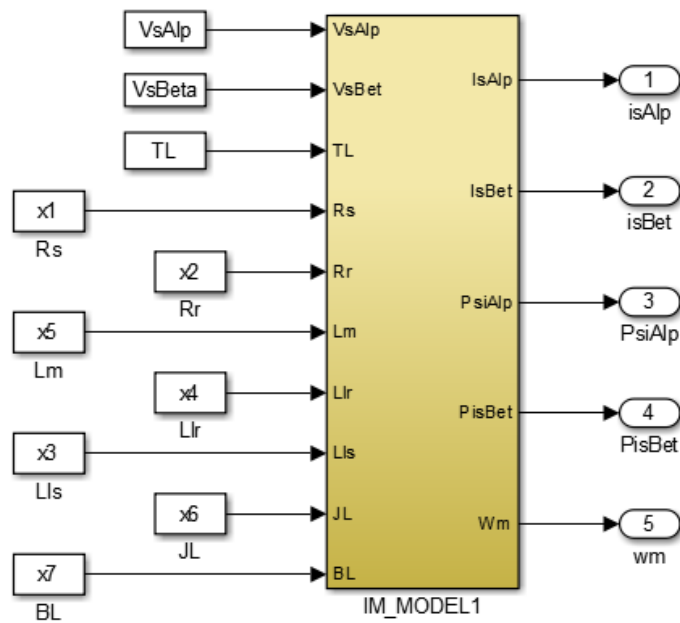 VsAlp
VsAlp
IsAlp
1
isAlp
VsBeta
VsBet
TL
TL
IsBet
2
isBet
x1
Rs
Rs
x2
Rr
Rr
PsiAlp
3
PsiAlp
x5
Lm
Lm
x4
Llr
Llr
PisBet
4
PisBet
x3
Lls
Lls
x6
JL
JL
Wm
5
wm
x7
BL
BL
IM_MODEL1